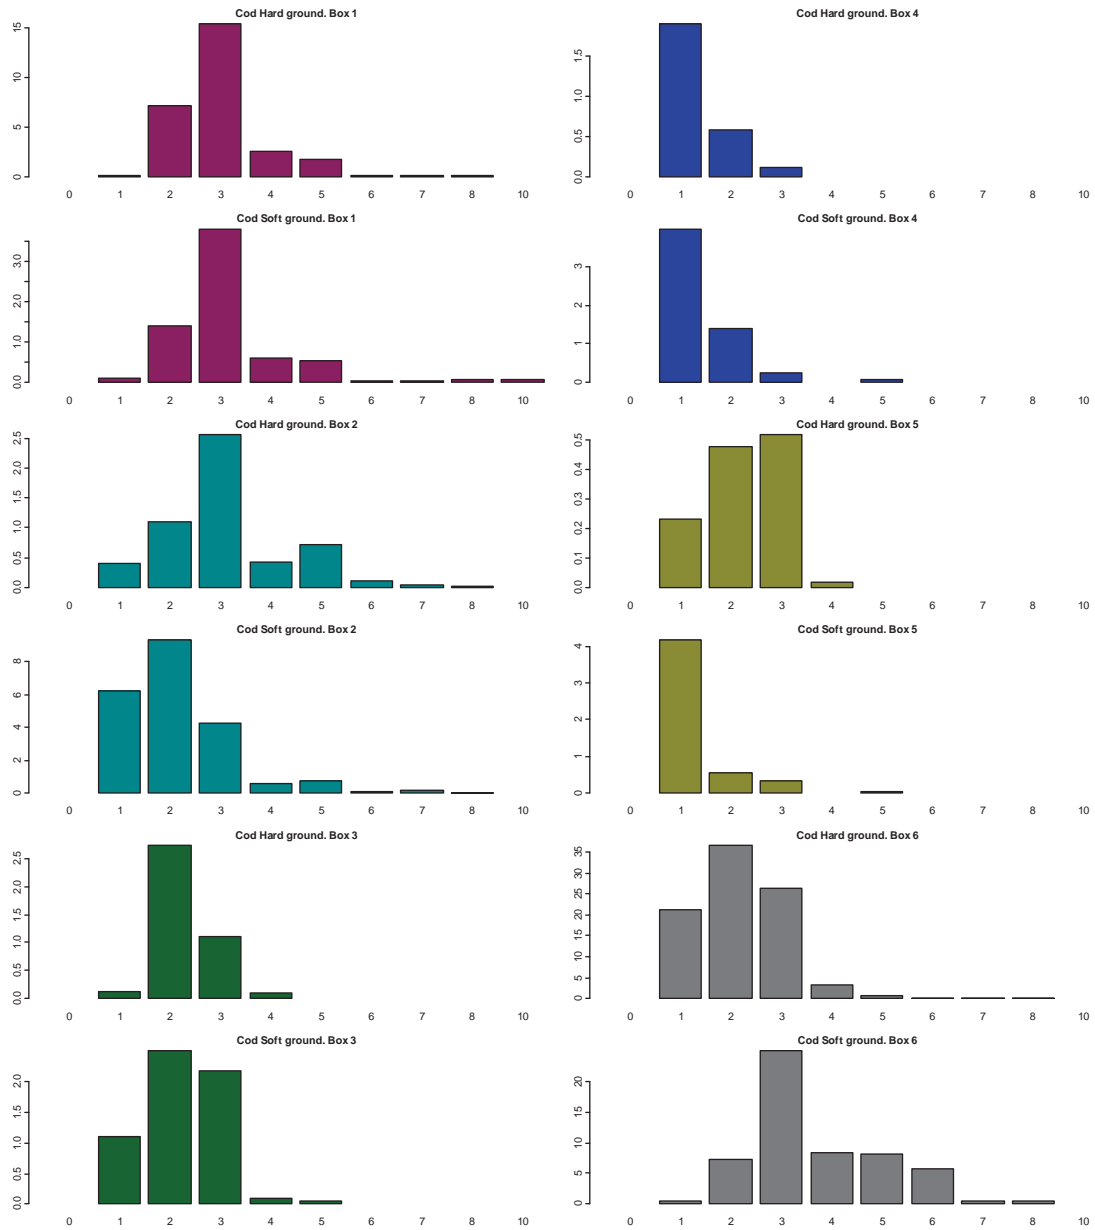 Cod Hard ground. Box 1
15
10
5
0
0 1 2 3 4 5 6 7 8 10
Cod Soft ground. Box 1
3.0
2.0
1.0
0.0
0 1 2 3 4 5 6 7 8 10
Cod Hard ground. Box 2
2.5
2.0
1.5
1.0
0.5
0.0
0 1 2 3 4 5 6 7 8 10
Cod Soft ground. Box 2
8
6
4
2
0
0 1 2 3 4 5 6 7 8 10
Cod Hard ground. Box 3
2.5
2.0
1.5
1.0
0.5
0.0
0 1 2 3 4 5 6 7 8 10
Cod Soft ground. Box 3
2.0
1.5
1.0
0.5
0.0
0 1 2 3 4 5 6 7 8 10
Cod Hard ground. Box 4
1.5
1.0
0.5
0.0
0 1 2 3 4 5 6 7 8 10
Cod Soft ground. Box 4
3
2
1
0
0 1 2 3 4 5 6 7 8 10
Cod Hard ground. Box 5
0.5
0.4
0.3
0.2
0.1
0.0
0 1 2 3 4 5 6 7 8 10
Cod Soft ground. Box 5
4
3
2
1
0
0 1 2 3 4 5 6 7 8 10
Cod Hard ground. Box 6
35
30
25
20
15
10
5
0
0 1 2 3 4 5 6 7 8 10
Cod Soft ground. Box 6
20
15
10
5
0
0 1 2 3 4 5 6 7 8 10